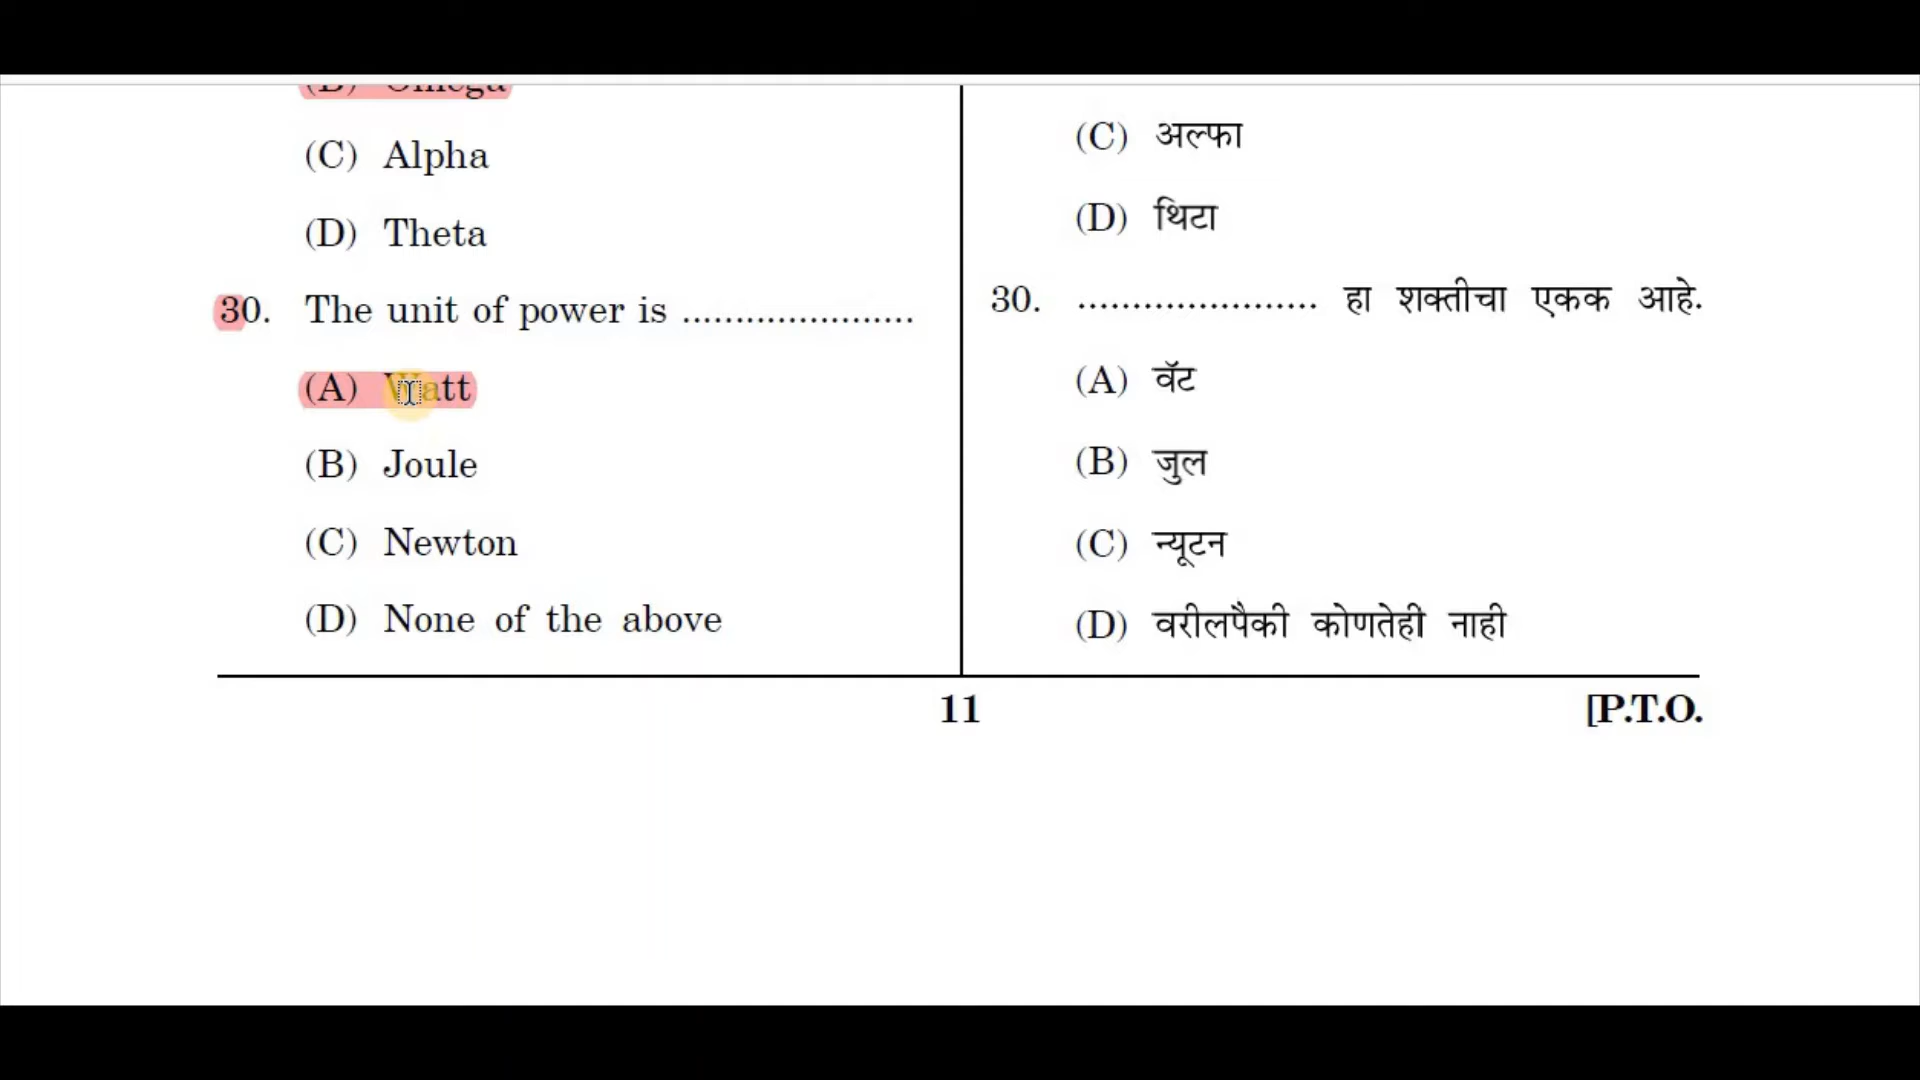 (B) Omega
(C) Alpha
(D) Theta
30. The unit of power is ......................
(A) Watt
(B) Joule
(C) Newton
(D) None of the above
(C) अल्फा
(D) थिटा
30. ...................... हा शक्तीचा एकक आहे.
(A) वॅट
(B) जुल
(C) न्यूटन
(D) वरीलपैकी कोणतेही नाही
11
[P.T.O.